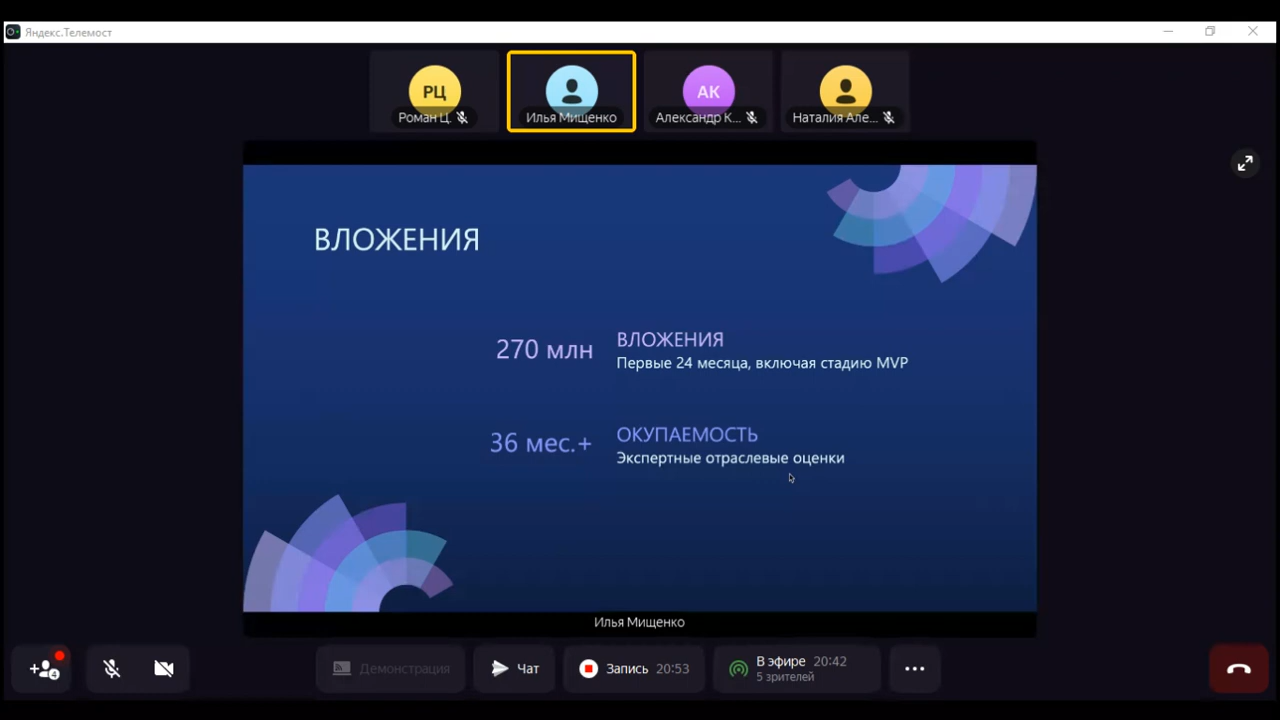 Яндекс.Телемост
РЦ
АК
Роман Ц.
Илья Мищенко
Александр К...
Наталия Але...
ВЛОЖЕНИЯ
270 млн
ВЛОЖЕНИЯ
Первые 24 месяца, включая стадию MVP
36 мес.+
ОКУПАЕМОСТЬ
Экспертные отраслевые оценки
Илья Мищенко
4
Демонстрация
Чат
Запись 20:53
В эфире 20:42
5 зрителей